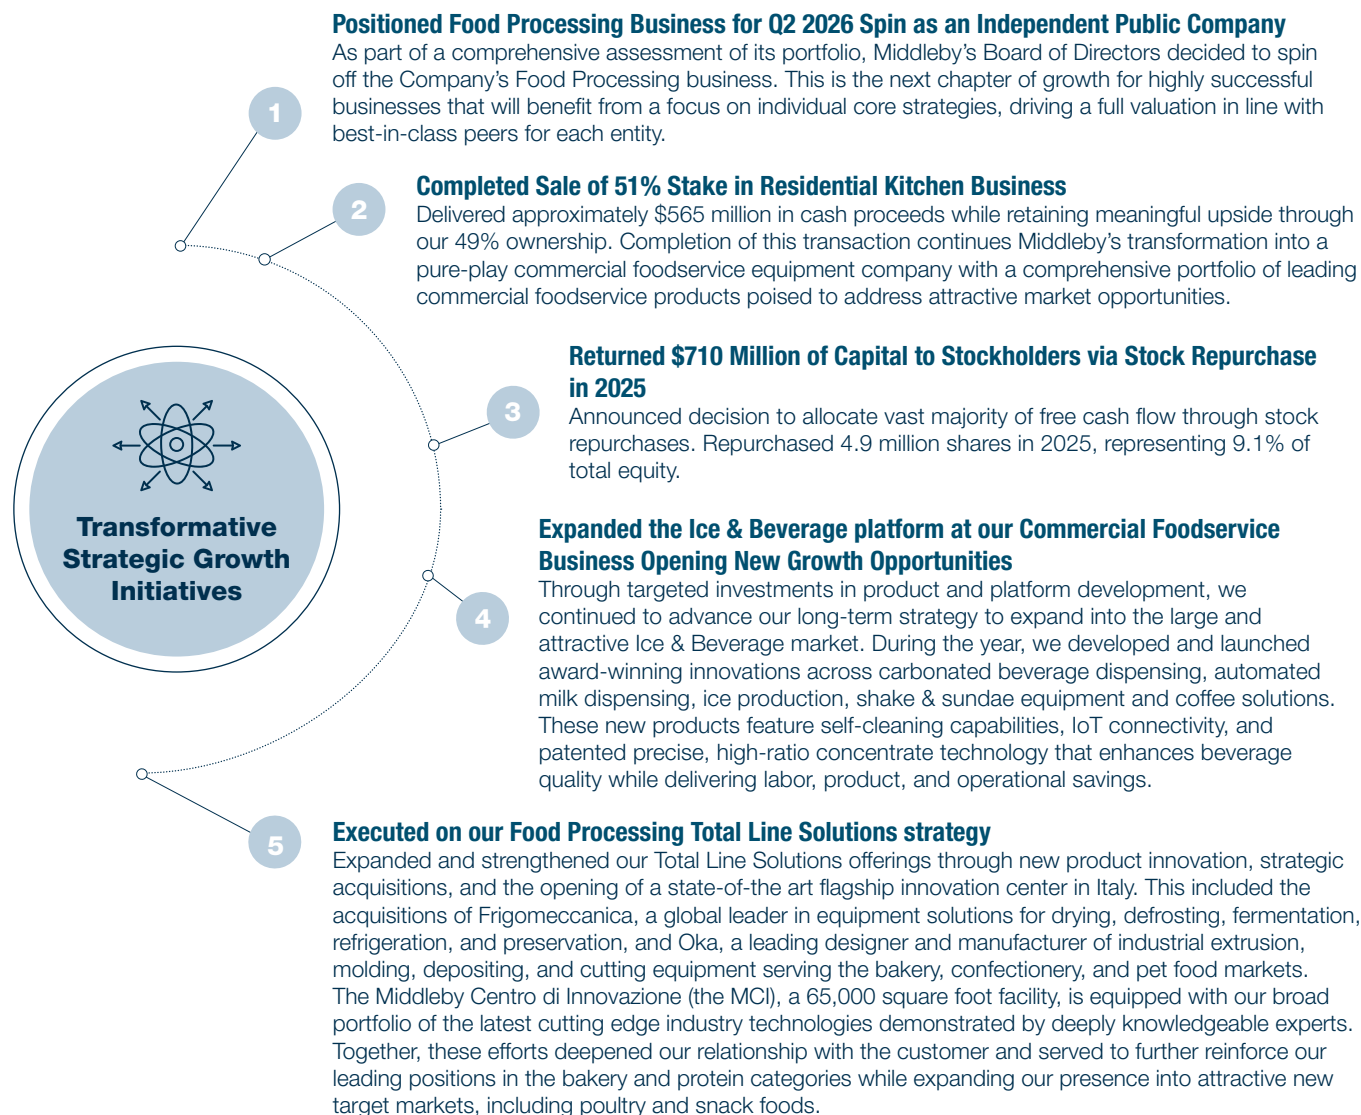 Positioned Food Processing Business for Q2 2026 Spin as an Independent Public Company
As part of a comprehensive assessment of its portfolio, Middleby’s Board of Directors decided to spin
off the Company’s Food Processing business. This is the next chapter of growth for highly successful
businesses that will benefit from a focus on individual core strategies, driving a full valuation in line with
best-in-class peers for each entity.
1
Completed Sale of 51% Stake in Residential Kitchen Business
Delivered approximately $565 million in cash proceeds while retaining meaningful upside through
our 49% ownership. Completion of this transaction continues Middleby’s transformation into a
pure-play commercial foodservice equipment company with a comprehensive portfolio of leading
commercial foodservice products poised to address attractive market opportunities.
2
Returned $710 Million of Capital to Stockholders via Stock Repurchase
in 2025
Announced decision to allocate vast majority of free cash flow through stock
repurchases. Repurchased 4.9 million shares in 2025, representing 9.1% of
total equity.
3
Transformative
Strategic Growth
Initiatives
Expanded the Ice & Beverage platform at our Commercial Foodservice
Business Opening New Growth Opportunities
Through targeted investments in product and platform development, we
continued to advance our long-term strategy to expand into the large and
attractive Ice & Beverage market. During the year, we developed and launched
award-winning innovations across carbonated beverage dispensing, automated
milk dispensing, ice production, shake & sundae equipment and coffee solutions.
These new products feature self-cleaning capabilities, IoT connectivity, and
patented precise, high-ratio concentrate technology that enhances beverage
quality while delivering labor, product, and operational savings.
4
5
Executed on our Food Processing Total Line Solutions strategy
Expanded and strengthened our Total Line Solutions offerings through new product innovation, strategic
acquisitions, and the opening of a state-of-the art flagship innovation center in Italy. This included the
acquisitions of Frigomeccanica, a global leader in equipment solutions for drying, defrosting, fermentation,
refrigeration, and preservation, and Oka, a leading designer and manufacturer of industrial extrusion,
molding, depositing, and cutting equipment serving the bakery, confectionery, and pet food markets.
The Middleby Centro di Innovazione (the MCI), a 65,000 square foot facility, is equipped with our broad
portfolio of the latest cutting edge industry technologies demonstrated by deeply knowledgeable experts.
Together, these efforts deepened our relationship with the customer and served to further reinforce our
leading positions in the bakery and protein categories while expanding our presence into attractive new
target markets, including poultry and snack foods.